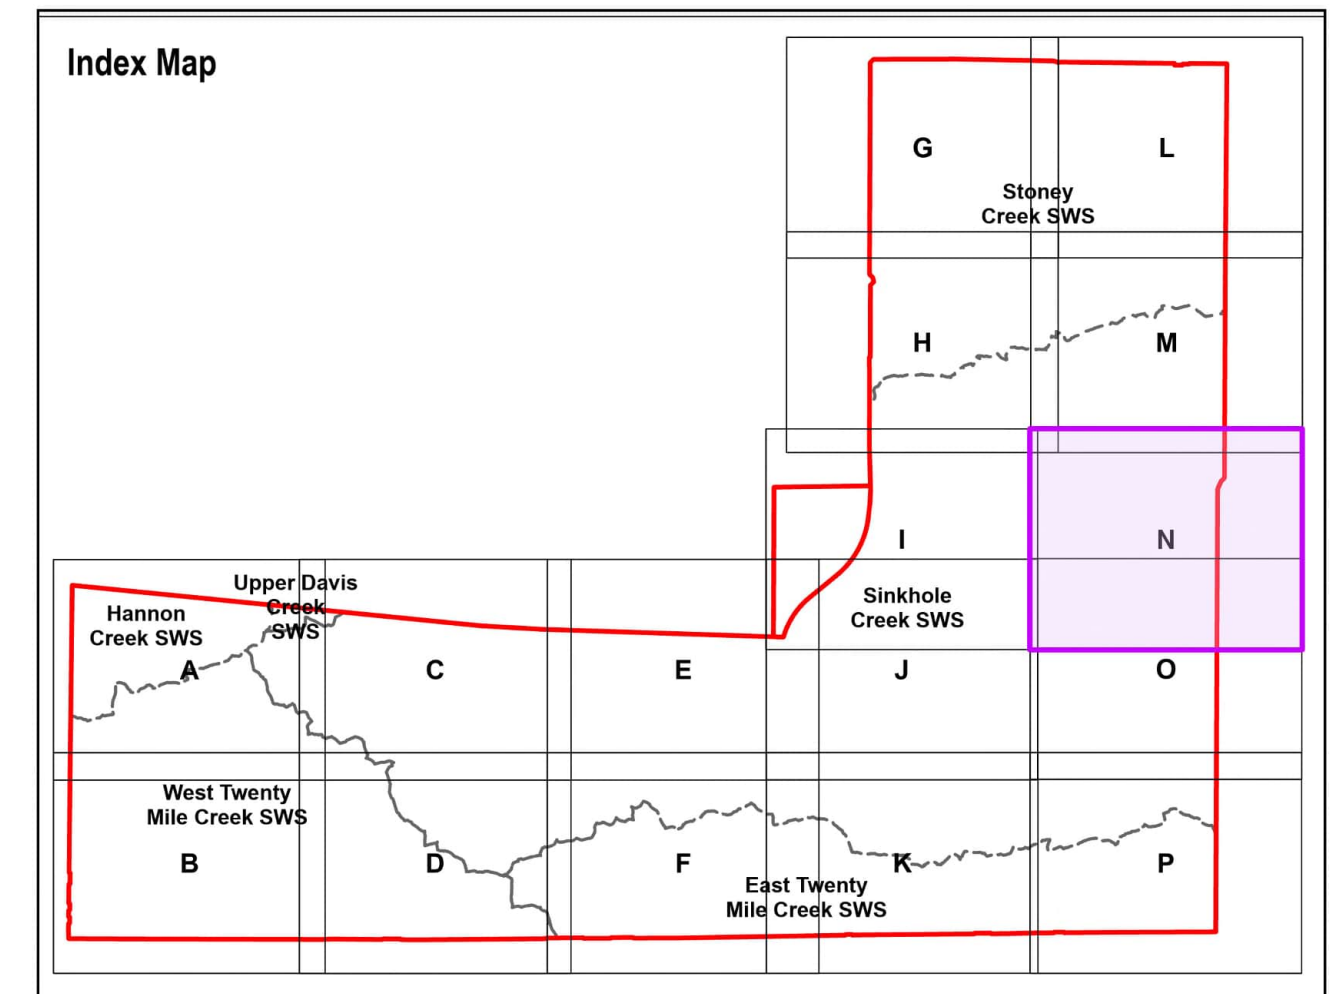 Index Map
G
L
Stoney
Creek SWS
H
M
I
N
Upper Davis
Creek
SWS
Hannon
Creek SWS
Sinkhole
Creek SWS
A
C
E
J
O
West Twenty
Mile Creek SWS
B
D
F
K
P
East Twenty
Mile Creek SWS